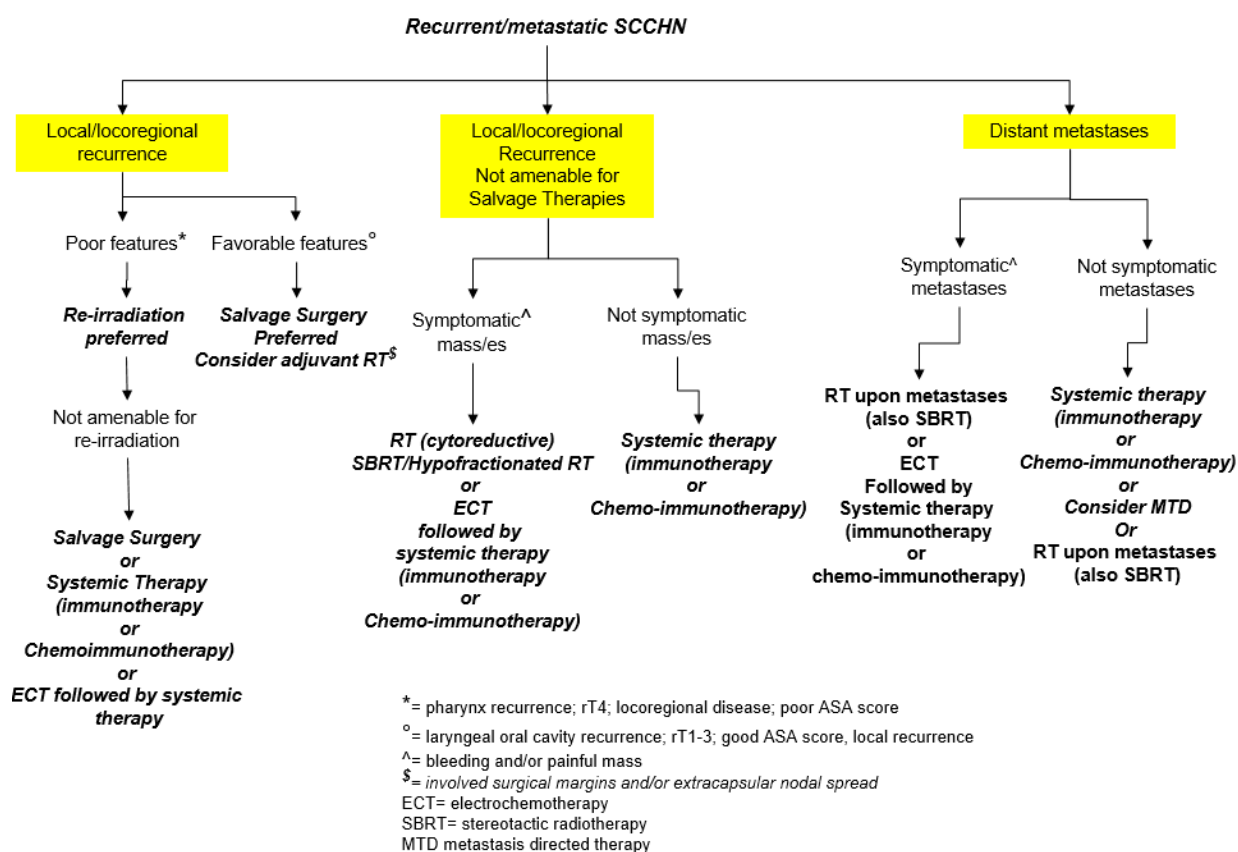 Recurrent/metastatic SCCHN
Local/locoregional
recurrence
Poor features*
Favorable features°
Re-irradiation
preferred
Salvage Surgery
Preferred
Consider adjuvant RT$
Not amenable for
re-irradiation
Salvage Surgery
or
Systemic Therapy
(immunotherapy
or
Chemoimmunotherapy)
or
ECT followed by systemic
therapy
Local/locoregional
Recurrence
Not amenable for
Salvage Therapies
Symptomatic^
mass/es
Not symptomatic
mass/es
RT (cytoreductive)
SBRT/Hypofractionated RT
or
ECT
followed by
systemic therapy
(immunotherapy
or
Chemo-immunotherapy)
Systemic therapy
(immunotherapy
or
Chemo-immunotherapy)
Distant metastases
Symptomatic^
metastases
Not symptomatic
metastases
RT upon metastases
(also SBRT)
or
ECT
Followed by
Systemic therapy
(immunotherapy
or
chemo-immunotherapy)
Systemic therapy
(immunotherapy
or
Chemo-immunotherapy)
or
Consider MTD
Or
RT upon metastases
(also SBRT)
*= pharynx recurrence; rT4; locoregional disease; poor ASA score
°= laryngeal oral cavity recurrence; rT1-3; good ASA score, local recurrence
^= bleeding and/or painful mass
$= involved surgical margins and/or extracapsular nodal spread
ECT= electrochemotherapy
SBRT= stereotactic radiotherapy
MTD metastasis directed therapy